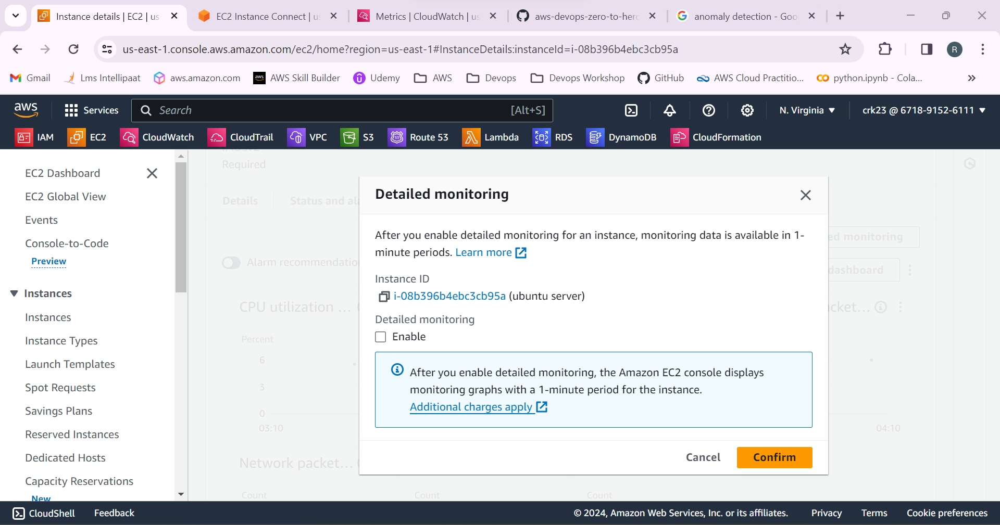 Instance details | EC2 | us
EC2 Instance Connect | u
Metrics | CloudWatch | us
aws-devops-zero-to-hero
anomaly detection - Goo
us-east-1.console.aws.amazon.com/ec2/home?region=us-east-1#InstanceDetails:instanceId=i-08b396b4ebc3cb95a
R
Gmail
Lms Intellipaat
aws.amazon.com
aws
AWS Skill Builder
Udemy
AWS
Devops
Devops Workshop
GitHub
AWS Cloud Practitio...
python.ipynb - Cola...
aws
Services
Search
[Alt+S]
N. Virginia
crk23 @ 6718-9152-6111
IAM
EC2
CloudWatch
CloudTrail
VPC
S3
Route 53
Lambda
RDS
DynamoDB
CloudFormation
EC2 Dashboard
EC2 Global View
Events
Console-to-Code
Preview
Instances
Instances
Instance Types
Launch Templates
Spot Requests
Savings Plans
Reserved Instances
Dedicated Hosts
Capacity Reservations
New
Required
Details
Status and ala
Alarm recommendation
ed monitoring
dashboard
CPU utilization ...
Percent
6
3
0
03:10
cket...
04:10
Network packet...
Count
Count
Count
Detailed monitoring
After you enable detailed monitoring for an instance, monitoring data is available in 1-
minute periods. Learn more
Instance ID
i-08b396b4ebc3cb95a (ubuntu server)
Detailed monitoring
Enable
After you enable detailed monitoring, the Amazon EC2 console displays
monitoring graphs with a 1-minute period for the instance.
Additional charges apply
Cancel
Confirm
CloudShell
Feedback
© 2024, Amazon Web Services, Inc. or its affiliates.
Privacy
Terms
Cookie preferences